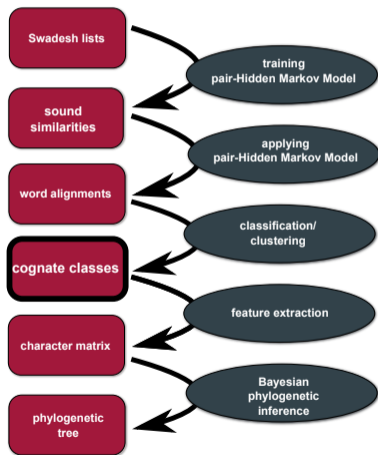 Swadesh lists
training
pair-Hidden Markov Model
sound
similarities
applying
pair-Hidden Markov Model
word alignments
classification/
clustering
cognate classes
feature extraction
character matrix
Bayesian
phylogenetic
inference
phylogenetic
tree